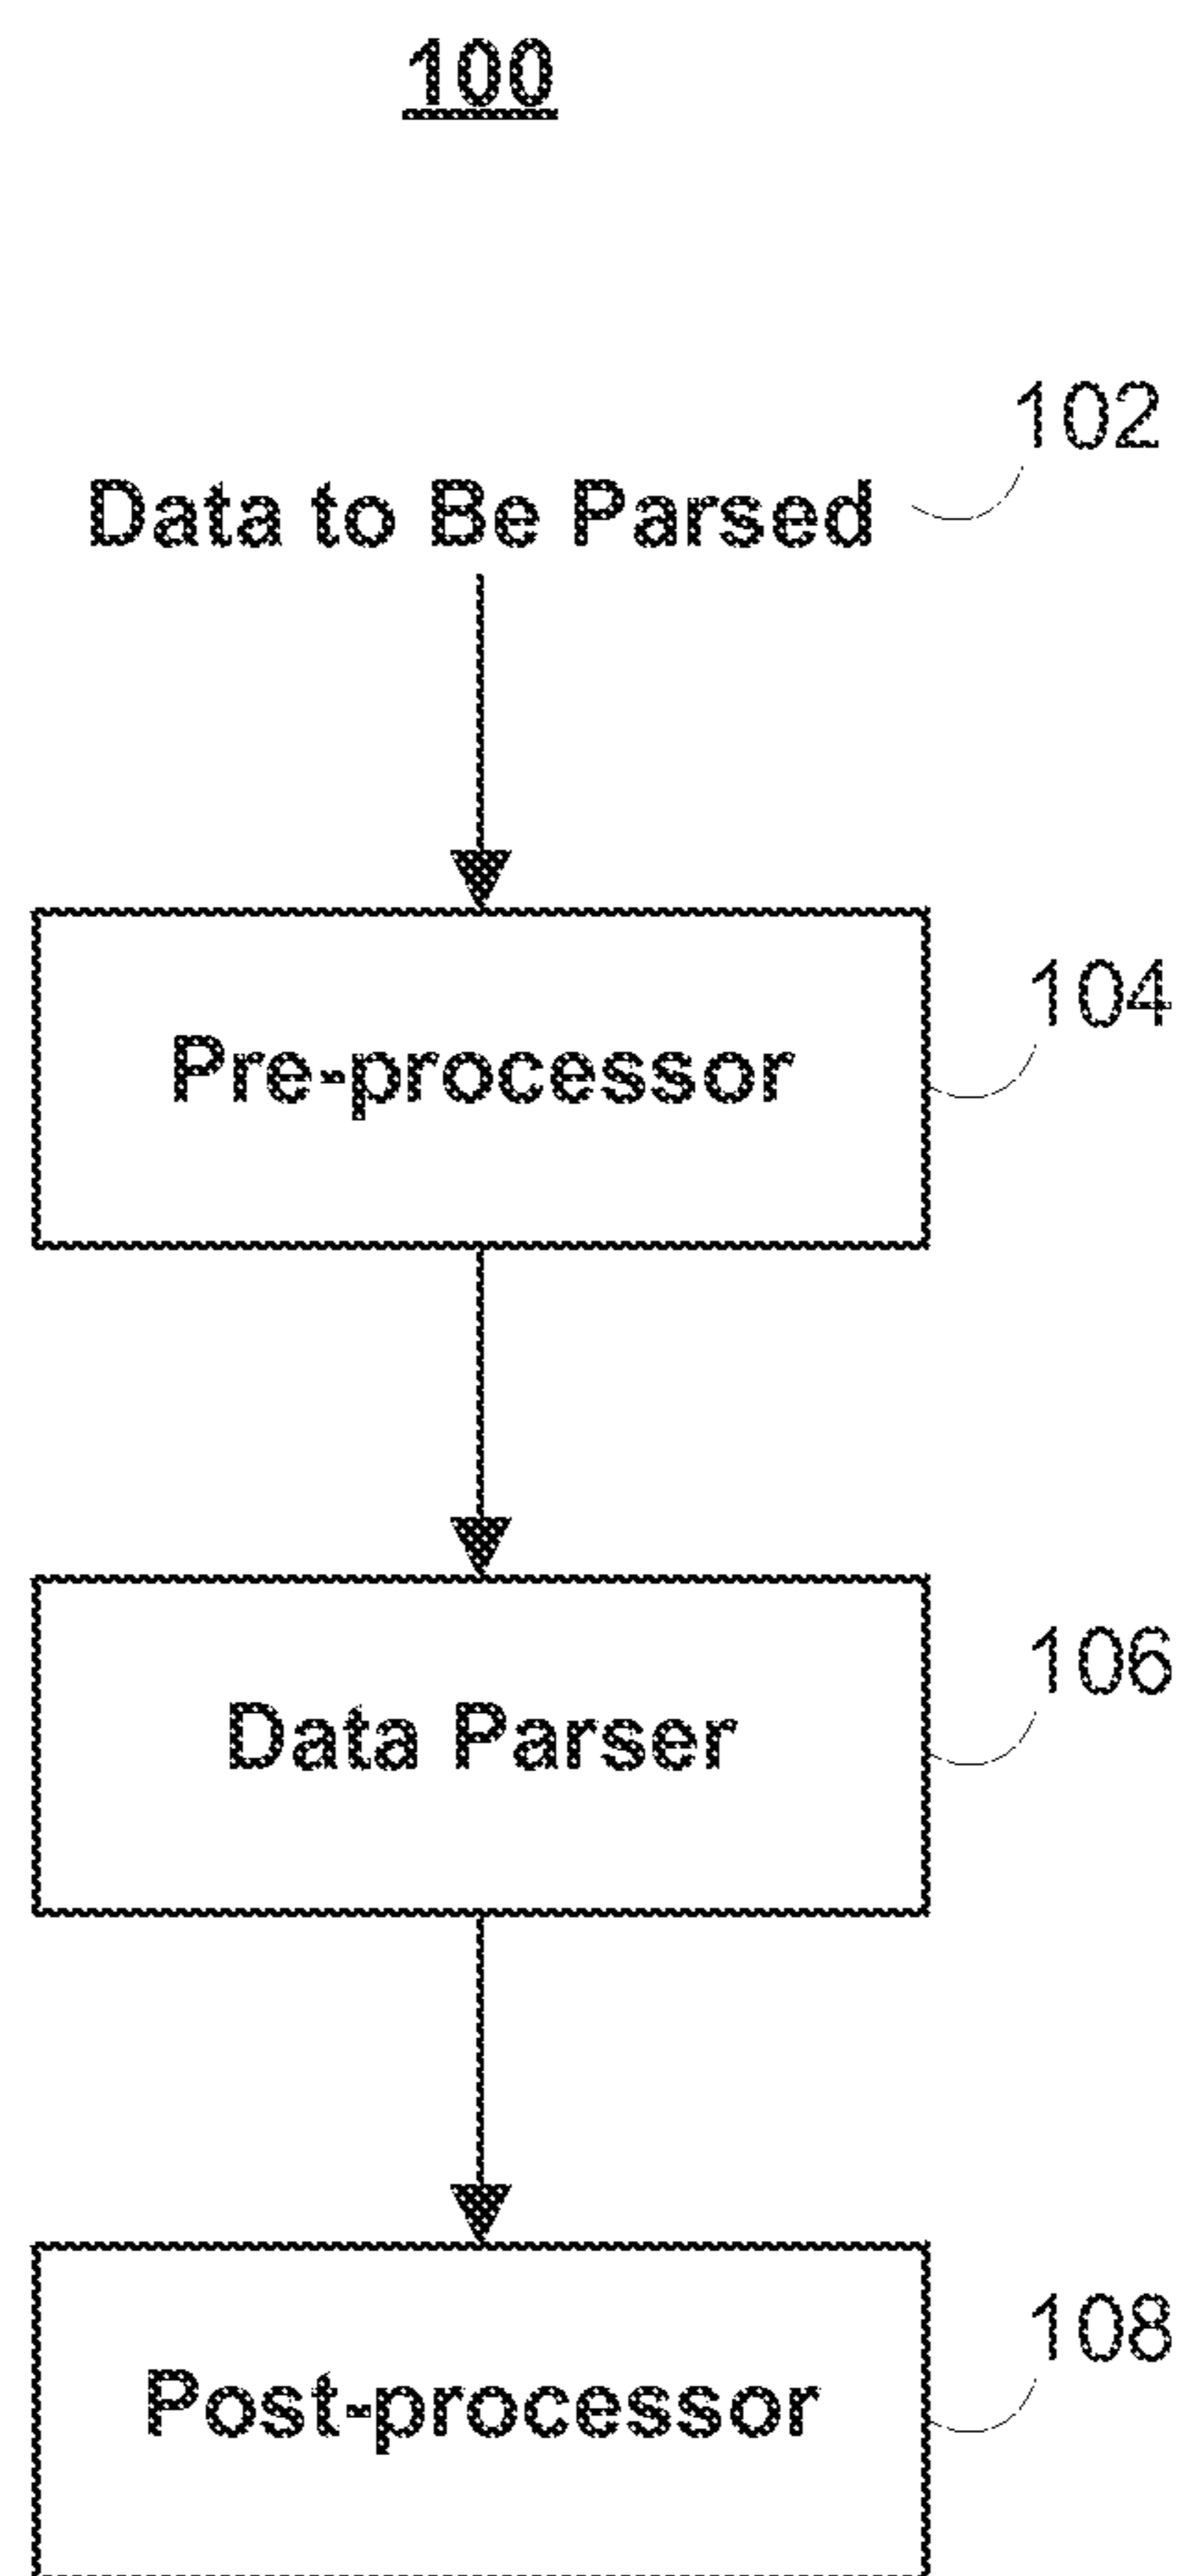 100
102
Data to Be Parsed
104
Pre-processor
106
Data Parser
108
Post-processor